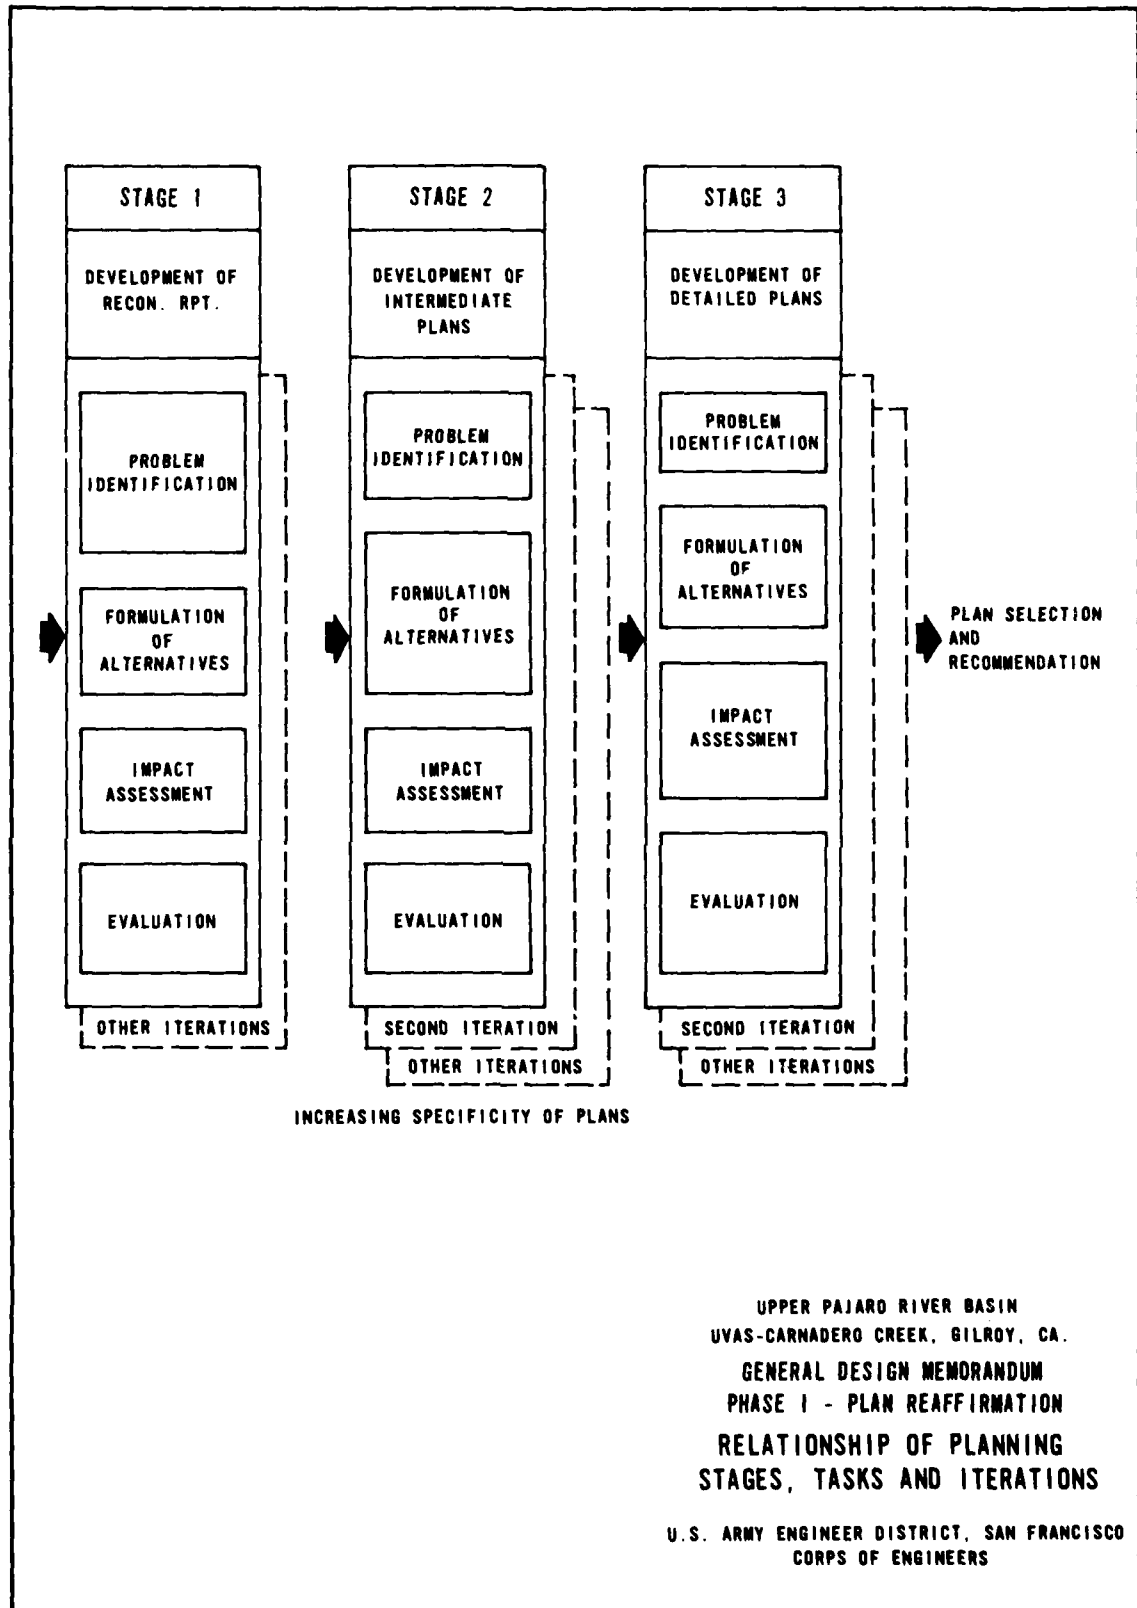 STAGE 1
DEVELOPMENT OF
RECON. RPT.
PROBLEM
IDENTIFICATION
FORMULATION
OF
ALTERNATIVES
IMPACT
ASSESSMENT
EVALUATION
OTHER ITERATIONS
STAGE 2
DEVELOPMENT OF
INTERMEDIATE
PLANS
PROBLEM
IDENTIFICATION
FORMULATION
OF
ALTERNATIVES
IMPACT
ASSESSMENT
EVALUATION
SECOND ITERATION
OTHER ITERATIONS
STAGE 3
DEVELOPMENT OF
DETAILED PLANS
PROBLEM
IDENTIFICATION
FORMULATION
OF
ALTERNATIVES
IMPACT
ASSESSMENT
EVALUATION
SECOND ITERATION
OTHER ITERATIONS
PLAN SELECTION
AND
RECOMMENDATION
INCREASING SPECIFICITY OF PLANS
UPPER PAJARO RIVER BASIN
UVAS-CARNADERO CREEK, GILROY, CA.
GENERAL DESIGN MEMORANDUM
PHASE I - PLAN REAFFIRMATION
RELATIONSHIP OF PLANNING
STAGES, TASKS AND ITERATIONS
U.S. ARMY ENGINEER DISTRICT, SAN FRANCISCO
CORPS OF ENGINEERS